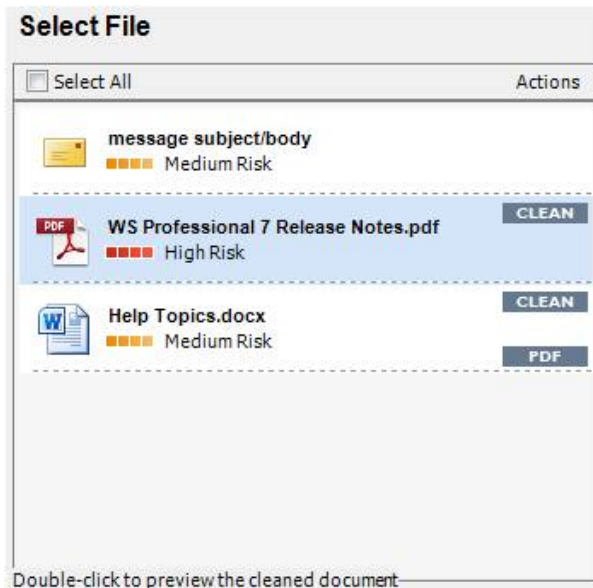 Select File
Select All Actions
message subject/body
Medium Risk
CLEAN
PDF
WS Professional 7 Release Notes.pdf
High Risk
CLEAN
W
Help Topics.docx
Medium Risk
PDF
Double-click to preview the cleaned document